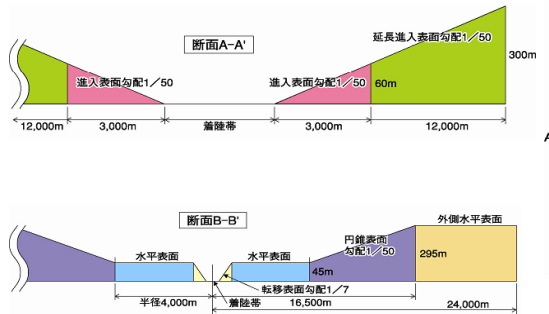 断面A-A'
延長進入表面勾配1/50
進入表面勾配1/50
進入表面勾配1/50
60m
300m
12,000m
3,000m
着陸帯
3,000m
12,000m
A
断面B-B'
外側水平表面
円錐表面
勾配1/50
水平表面
水平表面
295m
45m
転移表面勾配1/7
半径4,000m
着陸帯
16,500m
24,000m